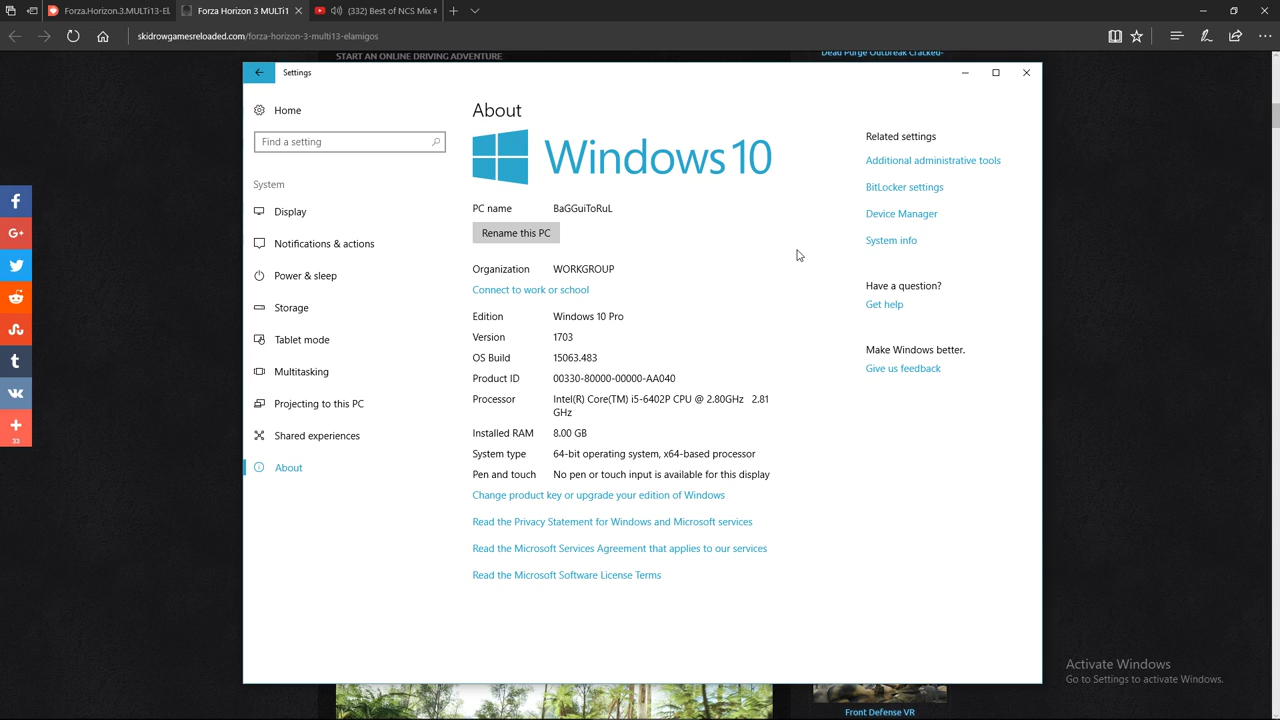 Forza.Horizon.3.MULTi13-El
Forza Horizon 3 MULTi1
(332) Best of NCS Mix
skidrowgamesreloaded.com/forza-horizon-3-multi13-elamigos
START AN ONLINE DRIVING ADVENTURE
Dead Purge Outbreak Cracked-
Settings
Home
Find a setting
System
Display
Notifications & actions
Power & sleep
Storage
Tablet mode
Multitasking
Projecting to this PC
Shared experiences
About
About
Windows 10
PC name BaGGuiToRuL
Rename this PC
Organization WORKGROUP
Connect to work or school
Edition Windows 10 Pro
Version 1703
OS Build 15063.483
Product ID 00330-80000-00000-AA040
Processor Intel(R) Core(TM) i5-6402P CPU @ 2.80GHz 2.81
GHz
Installed RAM 8.00 GB
System type 64-bit operating system, x64-based processor
Pen and touch No pen or touch input is available for this display
Change product key or upgrade your edition of Windows
Read the Privacy Statement for Windows and Microsoft services
Read the Microsoft Services Agreement that applies to our services
Read the Microsoft Software License Terms
Related settings
Additional administrative tools
BitLocker settings
Device Manager
System info
Have a question?
Get help
Make Windows better.
Give us feedback
33
Activate Windows
Go to Settings to activate Windows.
Front Defense VR